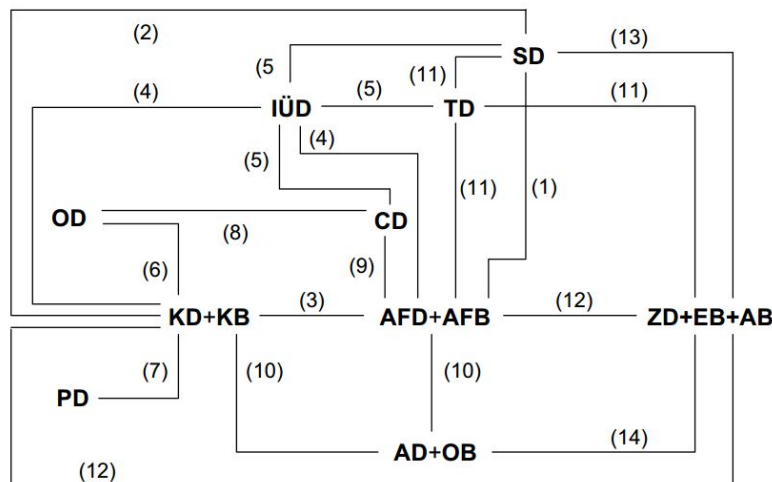 (2)
(13)
SD
(5
(11)
(4)
(5)
(11)
IÜD
TD
(5)
(11)
(1)
OD
CD
(8)
(6)
(9)
(3)
(12)
KD+KB
AFD+AFB
ZD+EB+AB
(7)
(10)
(10)
PD
(14)
AD+OB
(12)